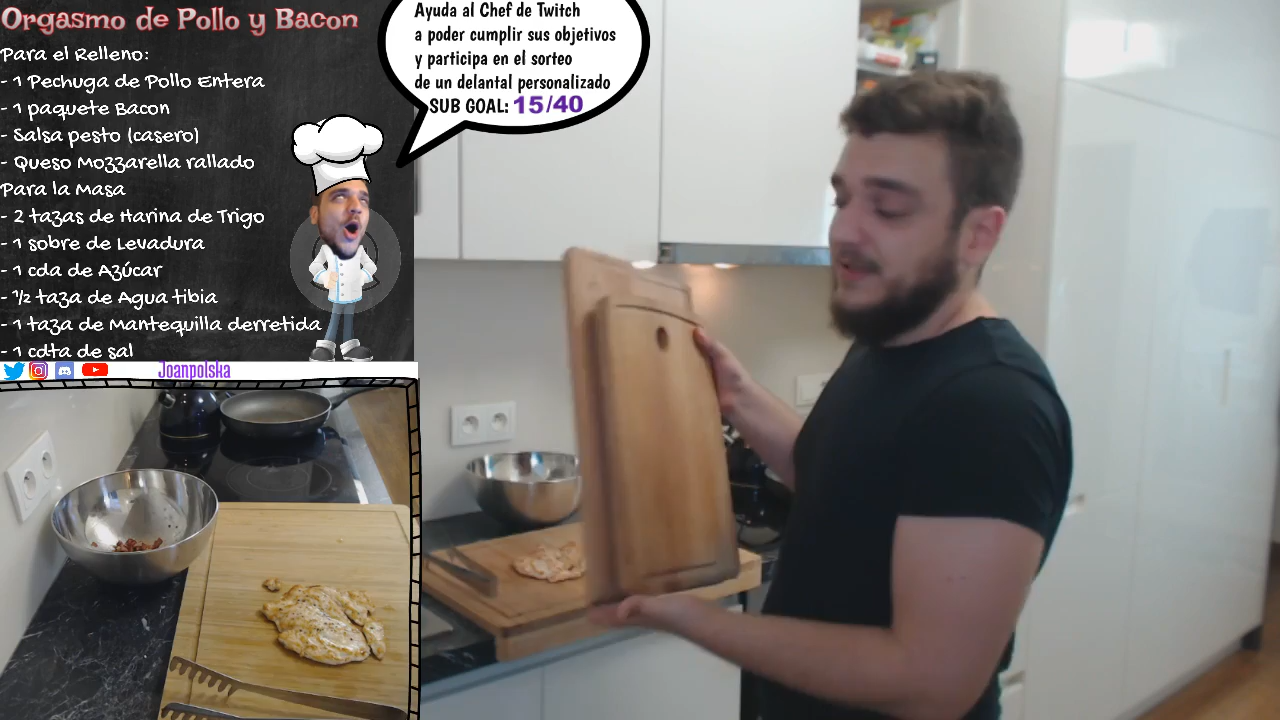 Orgasmo de Pollo y Bacon
Para el Relleno:
- 1 Pechuga de Pollo Entera
- 1 paquete Bacon
- Salsa pesto (casero)
- Queso Mozzarella rallado
Para la Masa
- 2 tazas de Harina de Trigo
- 1 sobre de Levadura
- 1 cda de Azúcar
- ½ taza de Agua tibia
- 1 taza de Mantequilla derretida
- 1 cdta de sal
Joanpolska
Ayuda al Chef de Twitch
a poder cumplir sus objetivos
y participa en el sorteo
de un delantal personalizado
SUB GOAL: 15/40